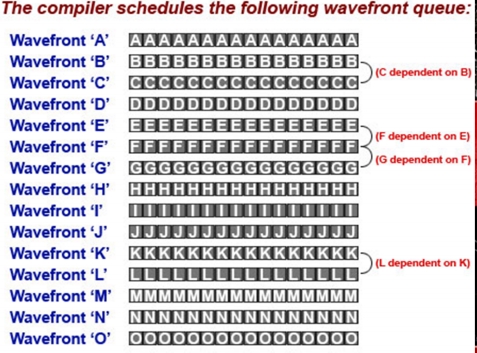 The compiler schedules the following wavefront queue:
Wavefront ‘A’ AAAAAAAAAAAAAAAA
Wavefront ‘B’ BBBBBBBBBBBBBBBB
Wavefront ‘C’ CCCCCCCCCCCCCCCC
(C dependent on B)
Wavefront ‘D’ DDDDDDDDDDDDDDDD
Wavefront ‘E’ EEEEEEEEEEEEEEEE
(F dependent on E)
Wavefront ‘F’ FFFFFFFFFFFFFFFF
(G dependent on F)
Wavefront ‘G’ GGGGGGGGGGGGGGGG
Wavefront ‘H’ HHHHHHHHHHHHHHHH
Wavefront ‘I’ IIIIIIIIIIIIIIII
Wavefront ‘J’ JJJJJJJJJJJJJJJJ
Wavefront ‘K’ KKKKKKKKKKKKKKKK
(L dependent on K)
Wavefront ‘L’ LLLLLLLLLLLLLLLL
Wavefront ‘M’ MMMMMMMMMMMMMMMM
Wavefront ‘N’ NNNNNNNNNNNNNNNN
Wavefront ‘O’ OOOOOOOOOOOOOOOO